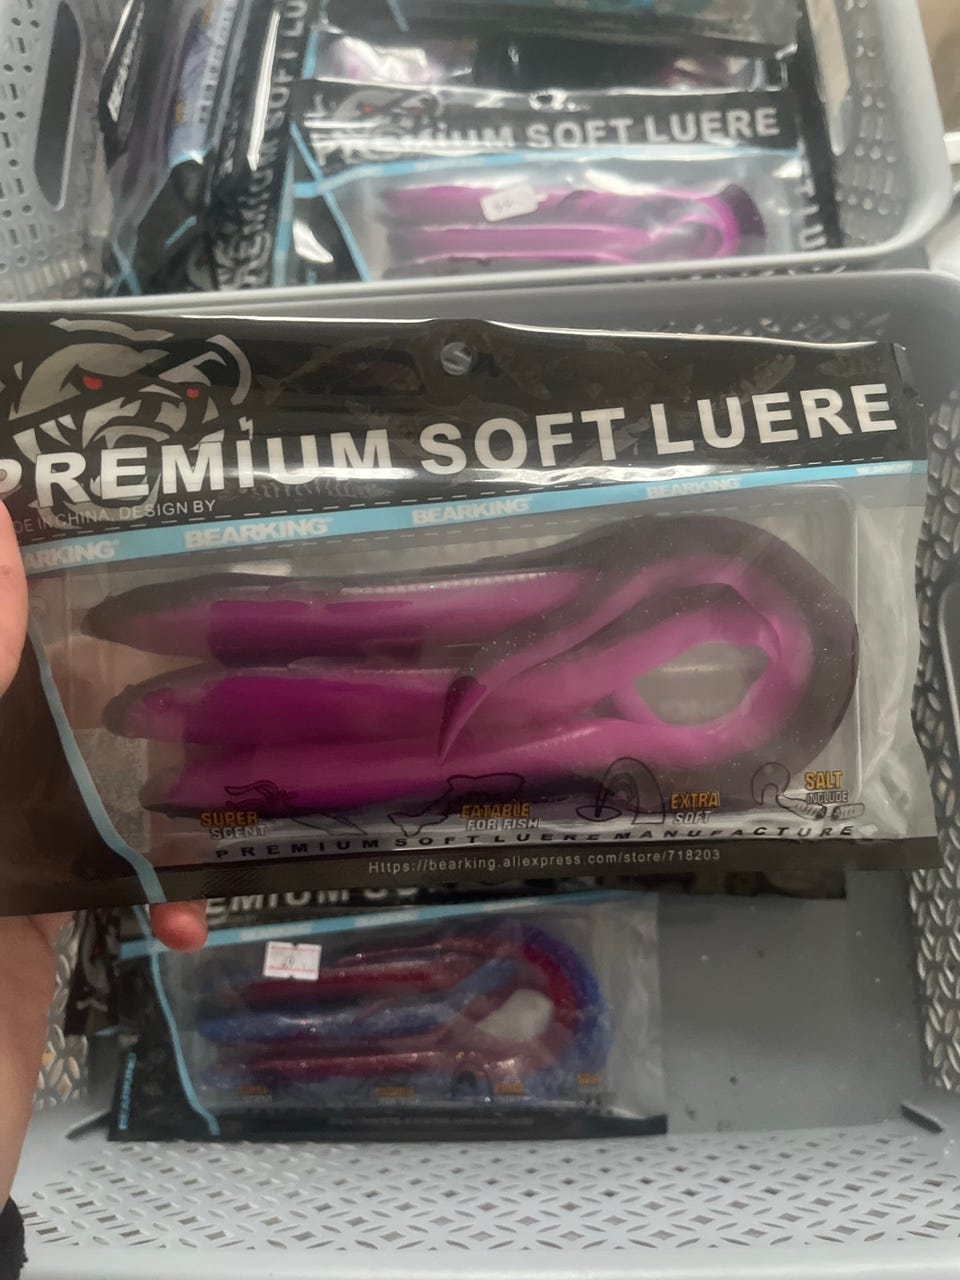 PREMIUM SOFT LUERE
PREMIUM SOFT LUERE
DE IN CHINA, DESIGN BY
ARKING BEARKING BEARKING BEARKING
SUPER
SCENT
EATABLE
FOR FISH
EXTRA
SOFT
SALT
INCLUDE
PREMIUM SOFT LUERE MANUFACTURE
Https://bearking.aliexpress.com/store/718203
BEARKING